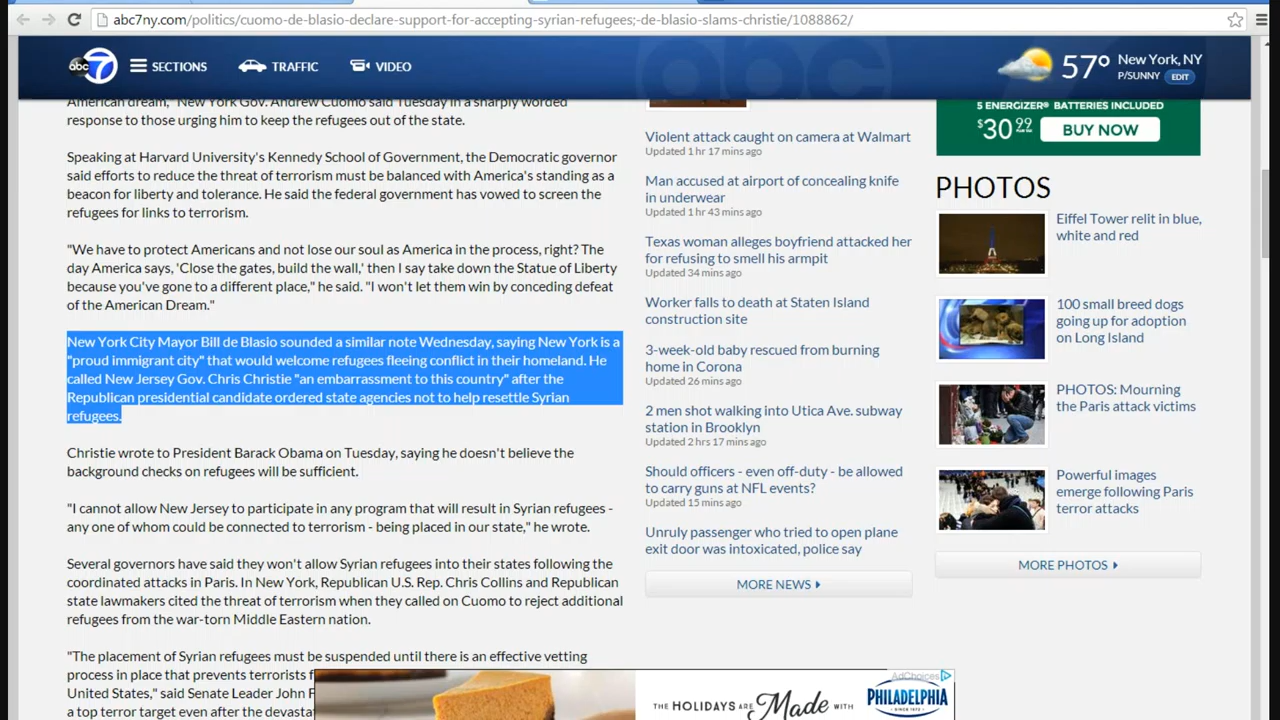 abc7ny.com/politics/cuomo-de-blasio-declare-support-for-accepting-syrian-refugees;-de-blasio-slams-christie/1088862/
abc 7
SECTIONS
TRAFFIC
VIDEO
57°
New York, NY
P/SUNNY EDIT
American dream," New York Gov. Andrew Cuomo said Tuesday in a sharply worded
response to those urging him to keep the refugees out of the state.
Speaking at Harvard University's Kennedy School of Government, the Democratic governor
said efforts to reduce the threat of terrorism must be balanced with America's standing as a
beacon for liberty and tolerance. He said the federal government has vowed to screen the
refugees for links to terrorism.
"We have to protect Americans and not lose our soul as America in the process, right? The
day America says, 'Close the gates, build the wall,' then I say take down the Statue of Liberty
because you've gone to a different place," he said. "I won't let them win by conceding defeat
of the American Dream."
New York City Mayor Bill de Blasio sounded a similar note Wednesday, saying New York is a
"proud immigrant city" that would welcome refugees fleeing conflict in their homeland. He
called New Jersey Gov. Chris Christie "an embarrassment to this country" after the
Republican presidential candidate ordered state agencies not to help resettle Syrian
refugees.
Christie wrote to President Barack Obama on Tuesday, saying he doesn't believe the
background checks on refugees will be sufficient.
"I cannot allow New Jersey to participate in any program that will result in Syrian refugees -
any one of whom could be connected to terrorism - being placed in our state," he wrote.
Several governors have said they won't allow Syrian refugees into their states following the
coordinated attacks in Paris. In New York, Republican U.S. Rep. Chris Collins and Republican
state lawmakers cited the threat of terrorism when they called on Cuomo to reject additional
refugees from the war-torn Middle Eastern nation.
"The placement of Syrian refugees must be suspended until there is an effective vetting
process in place that prevents terrorists
United States," said Senate Leader John
a top terror target ever after the
Violent attack caught on camera at Walmart
Updated 1 hr 17 mins ago
Man accused at airport of concealing knife
in underwear
Updated 1 hr 43 mins ago
Texas woman alleges boyfriend attacked her
for refusing to smell his armpit
Updated 34 mins ago
Worker falls to death at Staten Island
construction site
3-week-old baby rescued from burning
home in Corona
Updated 26 mins ago
2 men shot walking into Utica Ave. subway
station in Brooklyn
Updated 2 hrs 17 mins ago
Should officers - even off-duty - be allowed
to carry guns at NFL events?
Updated 15 mins ago
Unruly passenger who tried to open plane
exit door was intoxicated, police say
MORE NEWS
5 ENERGIZER® BATTERIES INCLUDED
$30.99 BUY NOW
PHOTOS
Eiffel Tower relit in blue,
white and red
100 small breed dogs
going up for adoption
on Long Island
PHOTOS: Mourning
the Paris attack victims
Powerful images
emerge following Paris
terror attacks
MORE PHOTOS
AdChoices
THE HOLIDAYS ARE Made WITH
PHILADELPHIA